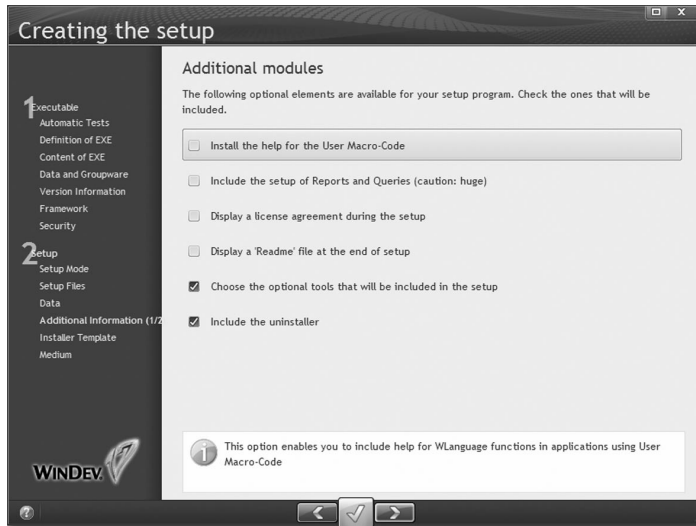 Creating the setup
1
Executable
Automatic Tests
Definition of EXE
Content of EXE
Data and Groupware
Version Information
Framework
Security
2
Setup
Setup Mode
Setup Files
Data
Additional Information (1/2
Installer Template
Medium
WINDEV.
Additional modules
The following optional elements are available for your setup program. Check the ones that will be
included.
Install the help for the User Macro-Code
Include the setup of Reports and Queries (caution: huge)
Display a license agreement during the setup
Display a 'Readme' file at the end of setup
Choose the optional tools that will be included in the setup
Include the uninstaller
This option enables you to include help for WLanguage functions in applications using User
Macro-Code